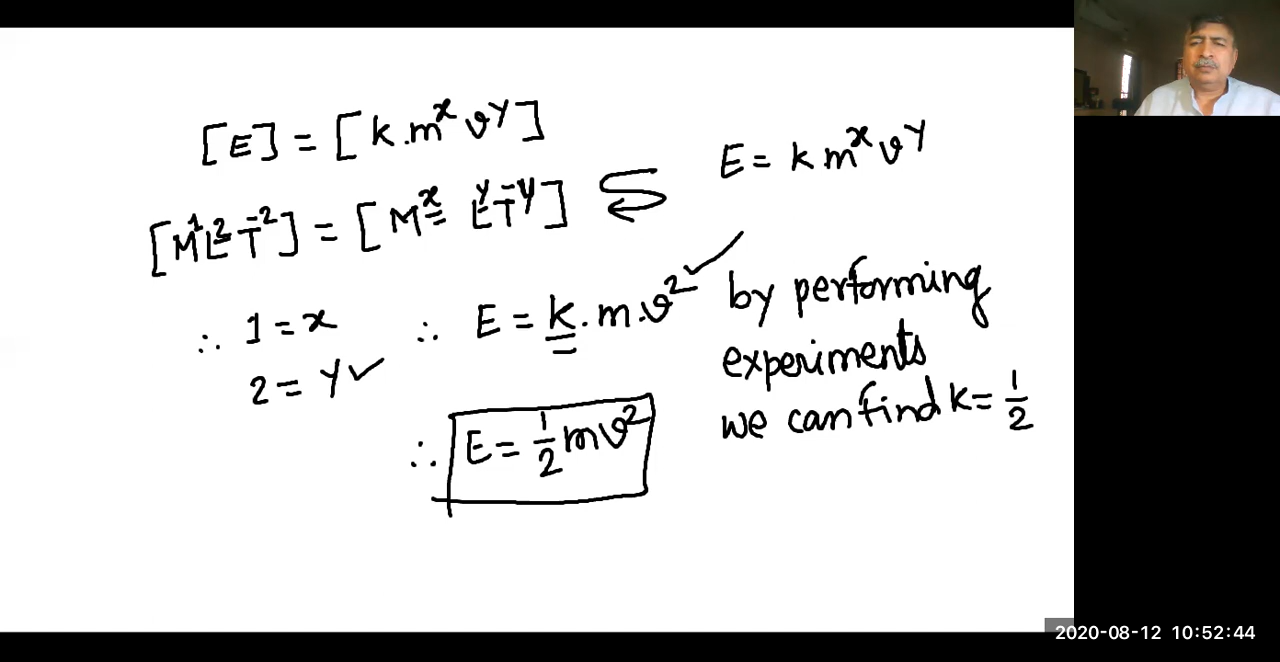 [E] = [k.m^x v^y]
E = k m^x v^y
[M^1 L^2 T^-2] = [M^x L^y T^-y]
∴ 1 = x
2 = y ✓
∴ E = k.m.v^2 ✓
by performing
experiments
we can find k = 1/2
∴ E = 1/2 mv^2
2020-08-12 10:52:44